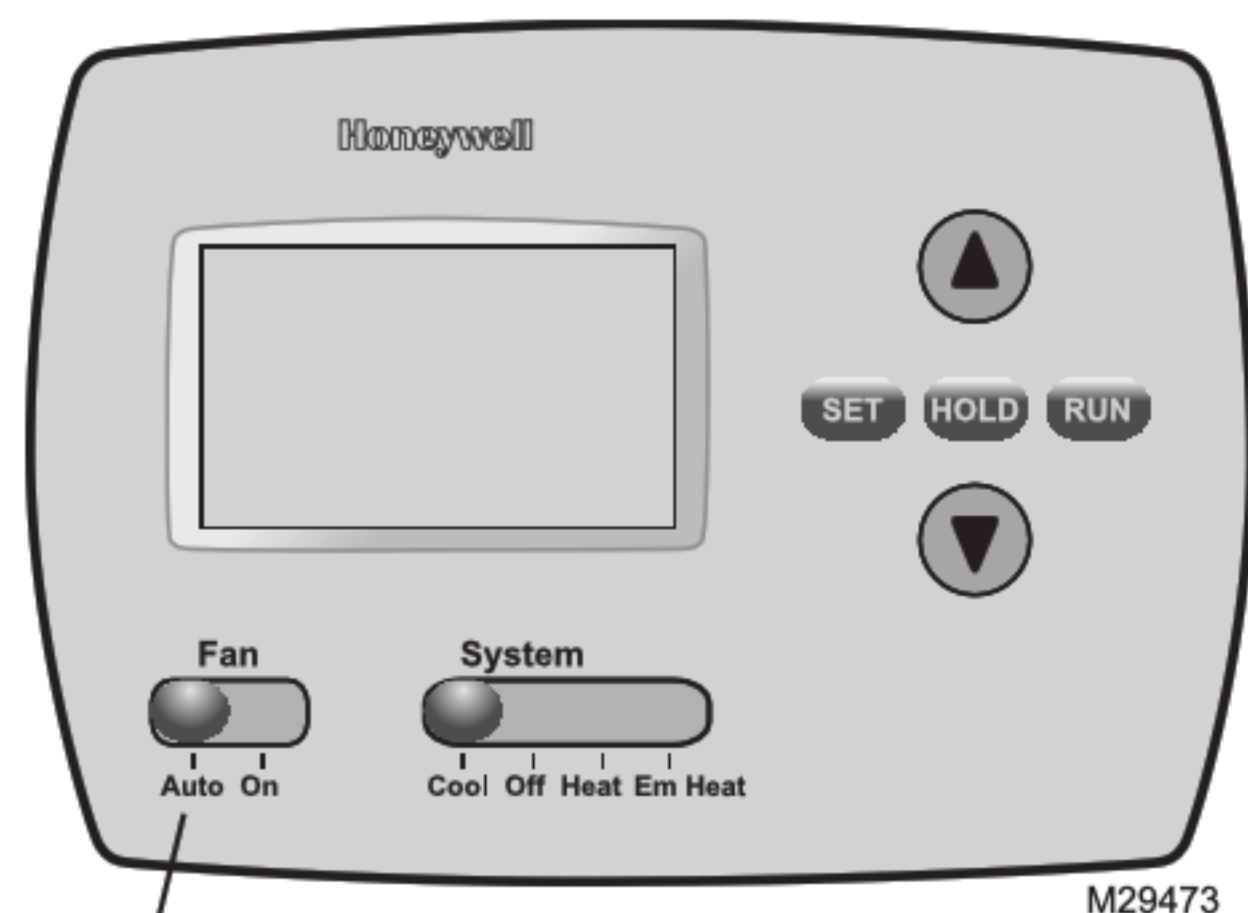 Honeywell
SET HOLD RUN
Fan System
Auto On Cool Off Heat Em Heat
M29473